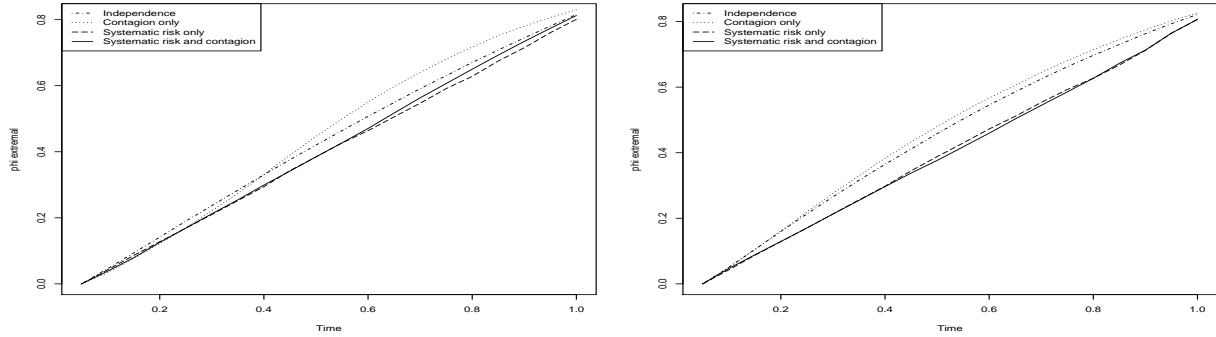 Independence
Contagion only
Systematic risk only
Systematic risk and contagion
phi extremal
0.0
0.2
0.4
0.6
0.8
0.2
0.4
0.6
0.8
1.0
Time
Independence
Contagion only
Systematic risk only
Systematic risk and contagion
phi extremal
0.0
0.2
0.4
0.6
0.8
0.2
0.4
0.6
0.8
1.0
Time